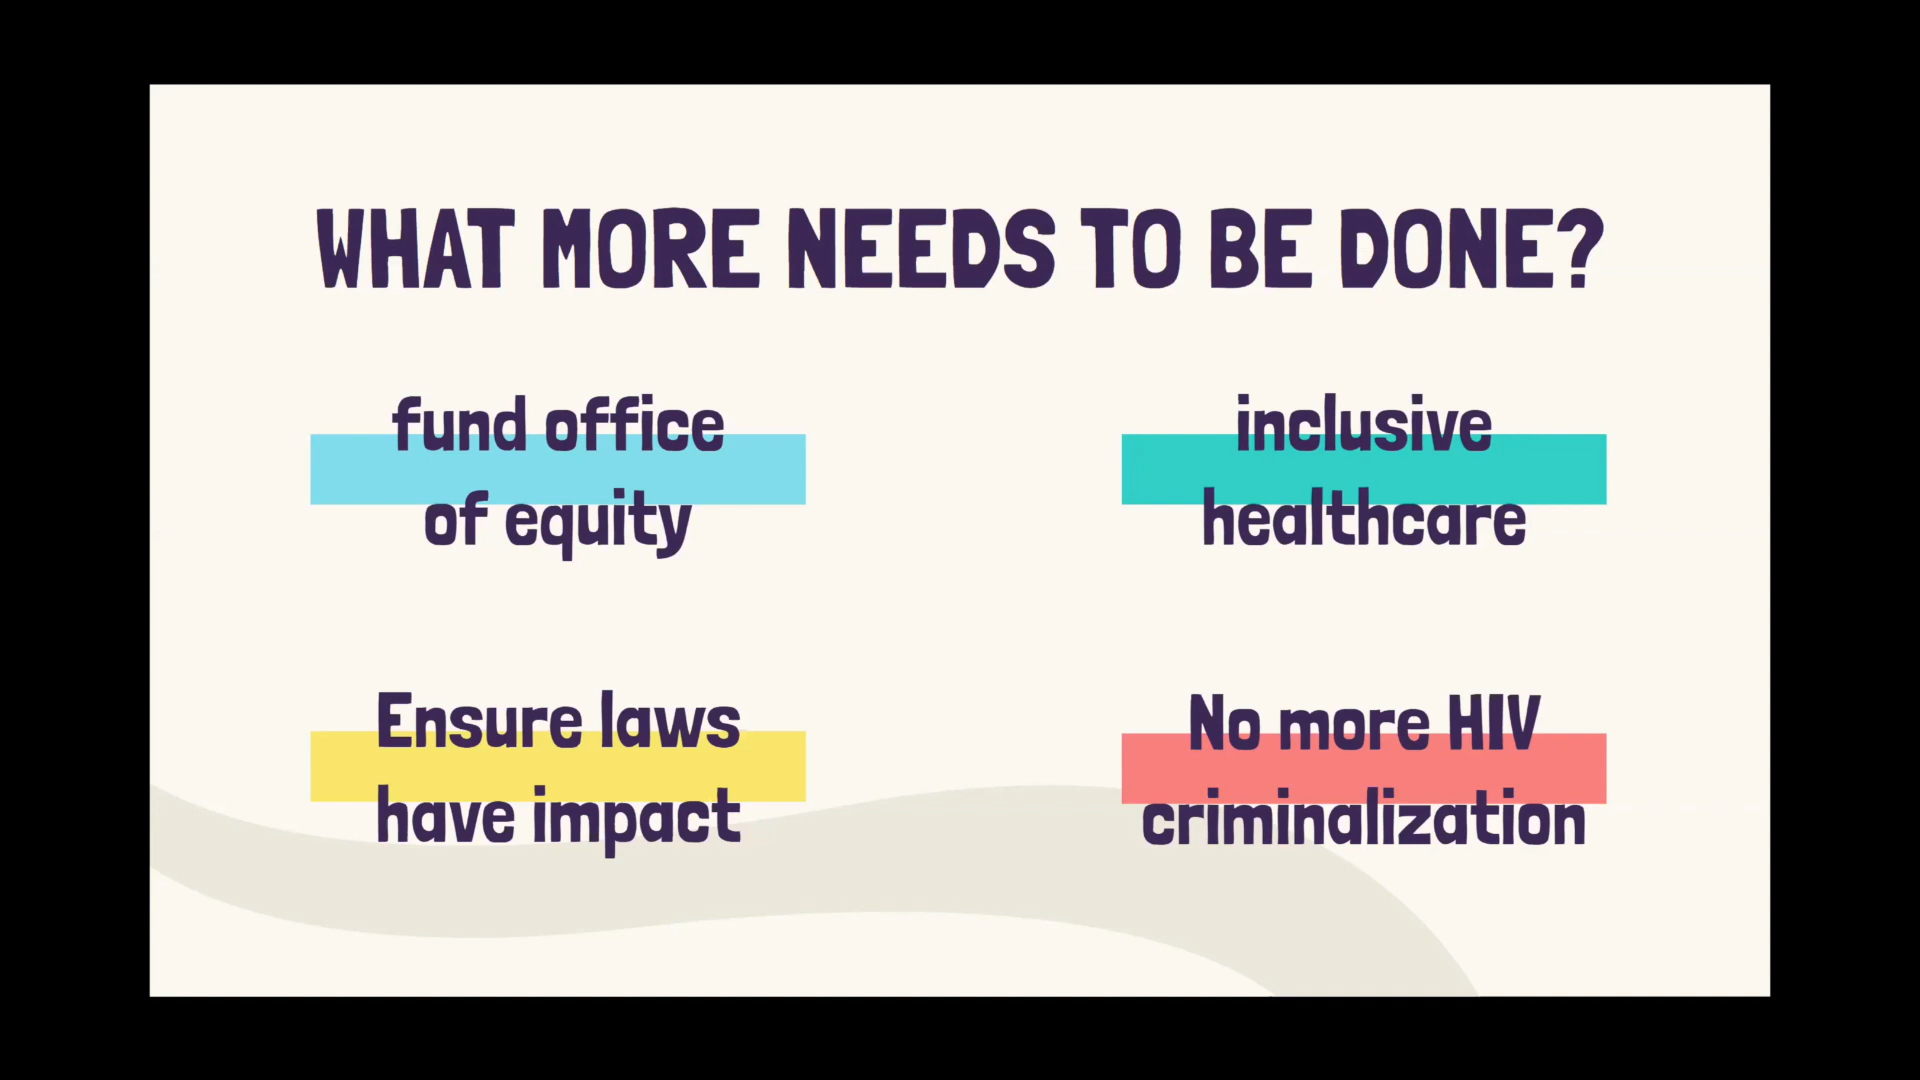 WHAT MORE NEEDS TO BE DONE?
fund office
of equity
inclusive
healthcare
Ensure laws
have impact
No more HIV
criminalization